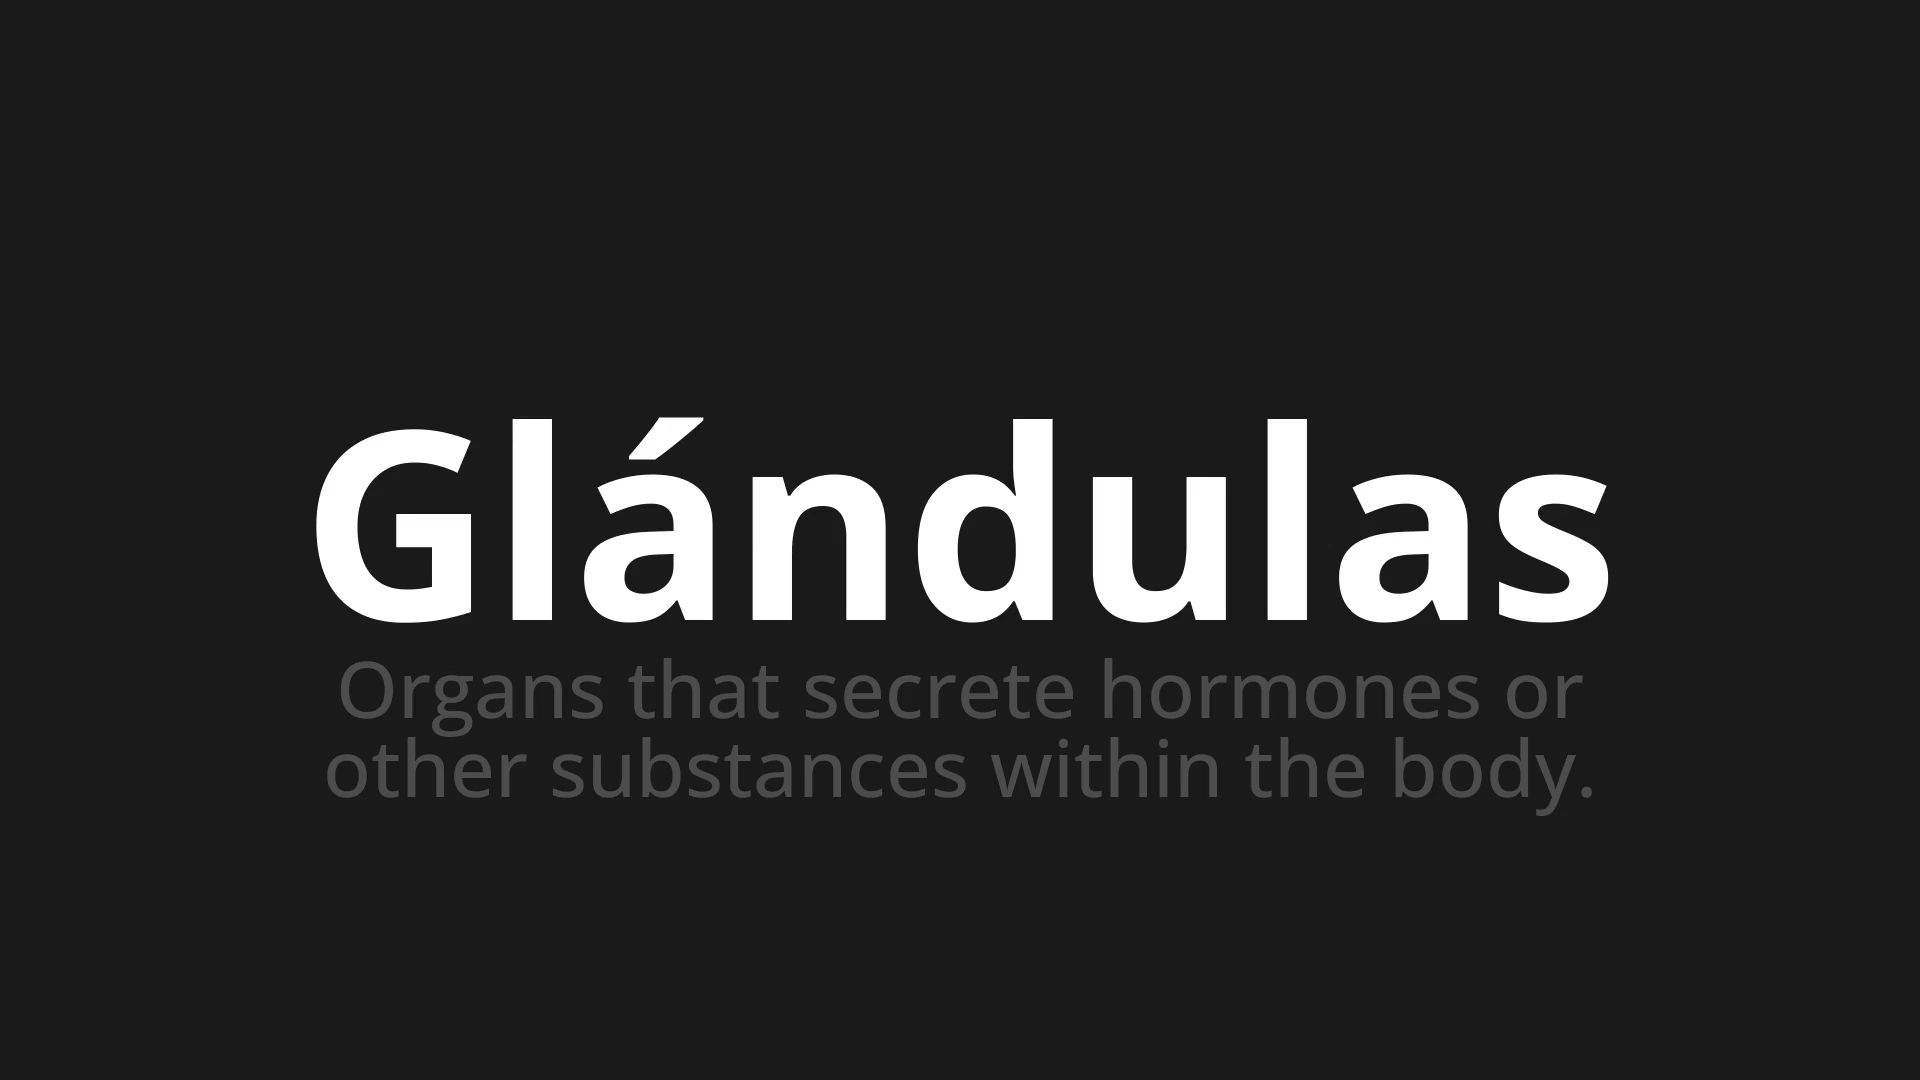 Glándulas
Organs that secrete hormones or
other substances within the body.